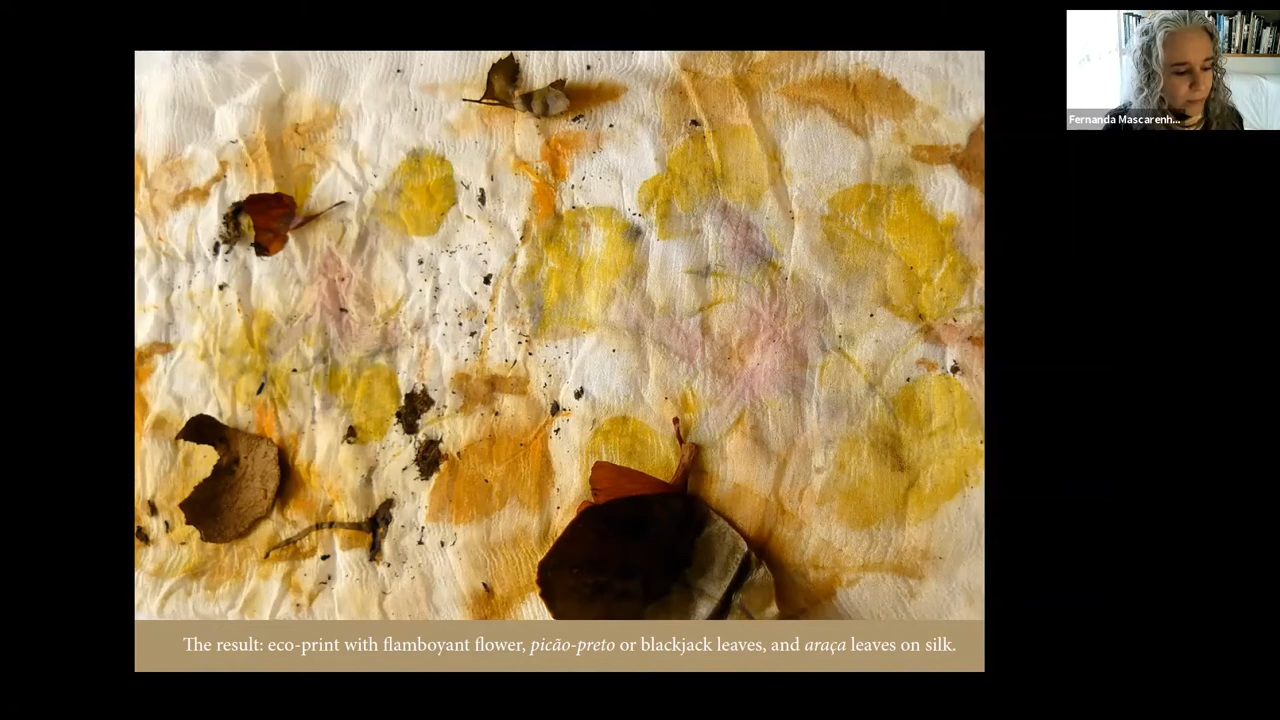 Fernanda Mascarenh...
The result: eco-print with flamboyant flower, picão-preto or blackjack leaves, and araça leaves on silk.